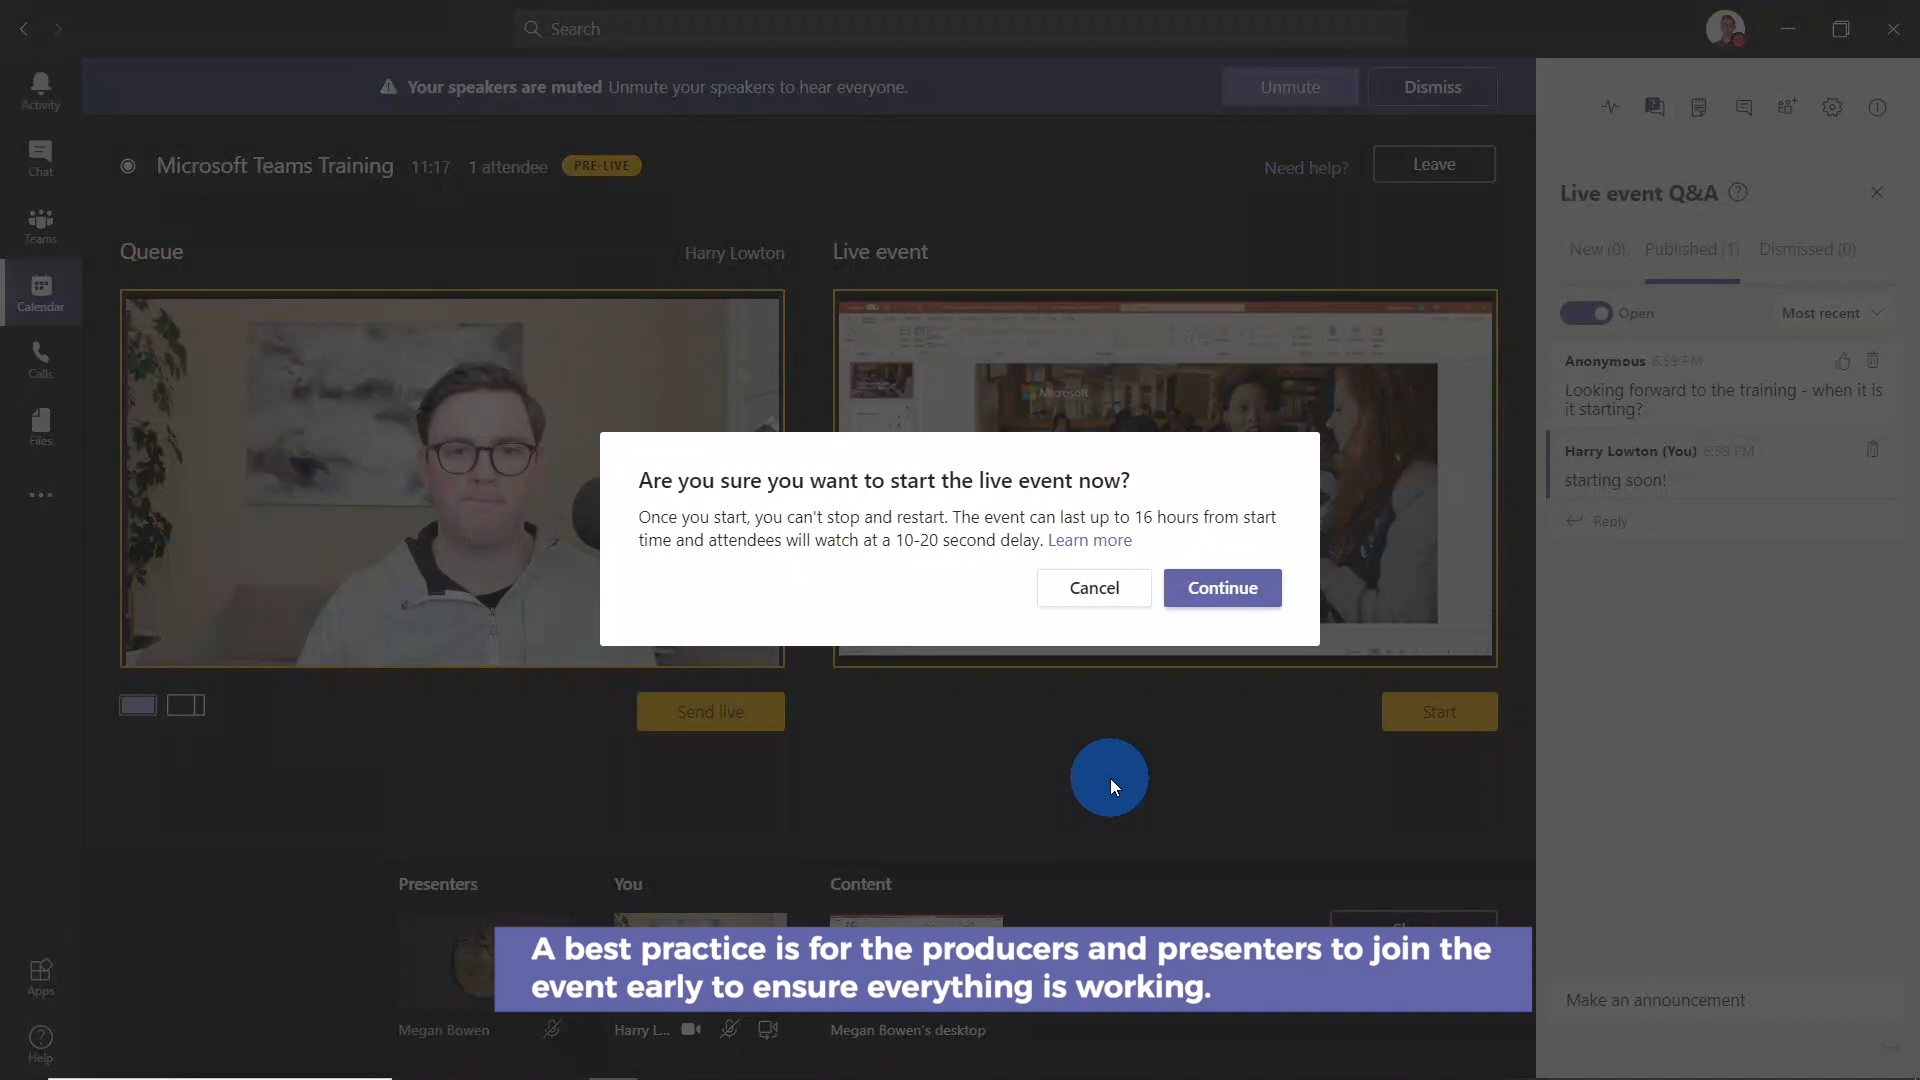 Search
Activity
Chat
Teams
Calendar
Calls
Files
Apps
Help
Your speakers are muted Unmute your speakers to hear everyone.
Unmute
Dismiss
Microsoft Teams Training 11:17 1 attendee PRE-LIVE
Need help?
Leave
Queue
Harry Lowton
Live event
Microsoft
Are you sure you want to start the live event now?
Once you start, you can't stop and restart. The event can last up to 16 hours from start
time and attendees will watch at a 10-20 second delay. Learn more
Cancel
Continue
Send live
Start
Presenters
You
Content
A best practice is for the producers and presenters to join the
event early to ensure everything is working.
Megan Bowen
Harry L...
Megan Bowen's desktop
Live event Q&A
New (0) Published (1) Dismissed (0)
Open
Most recent
Anonymous 6:59 PM
Looking forward to the training - when it is
it starting?
Harry Lowton (You) 6:59 PM
starting soon!
Reply
Make an announcement